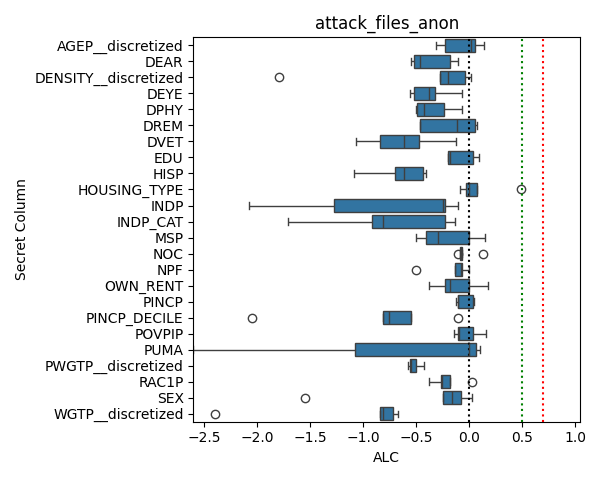 attack_files_anon
Secret Column
AGEP__discretized
DEAR
DENSITY__discretized
DEYE
DPHY
DREM
DVET
EDU
HISP
HOUSING_TYPE
INDP
INDP_CAT
MSP
NOC
NPF
OWN_RENT
PINCP
PINCP_DECILE
POVPIP
PUMA
PWGTP__discretized
RAC1P
SEX
WGTP__discretized
−2.5 −2.0 −1.5 −1.0 −0.5 0.0 0.5 1.0
ALC